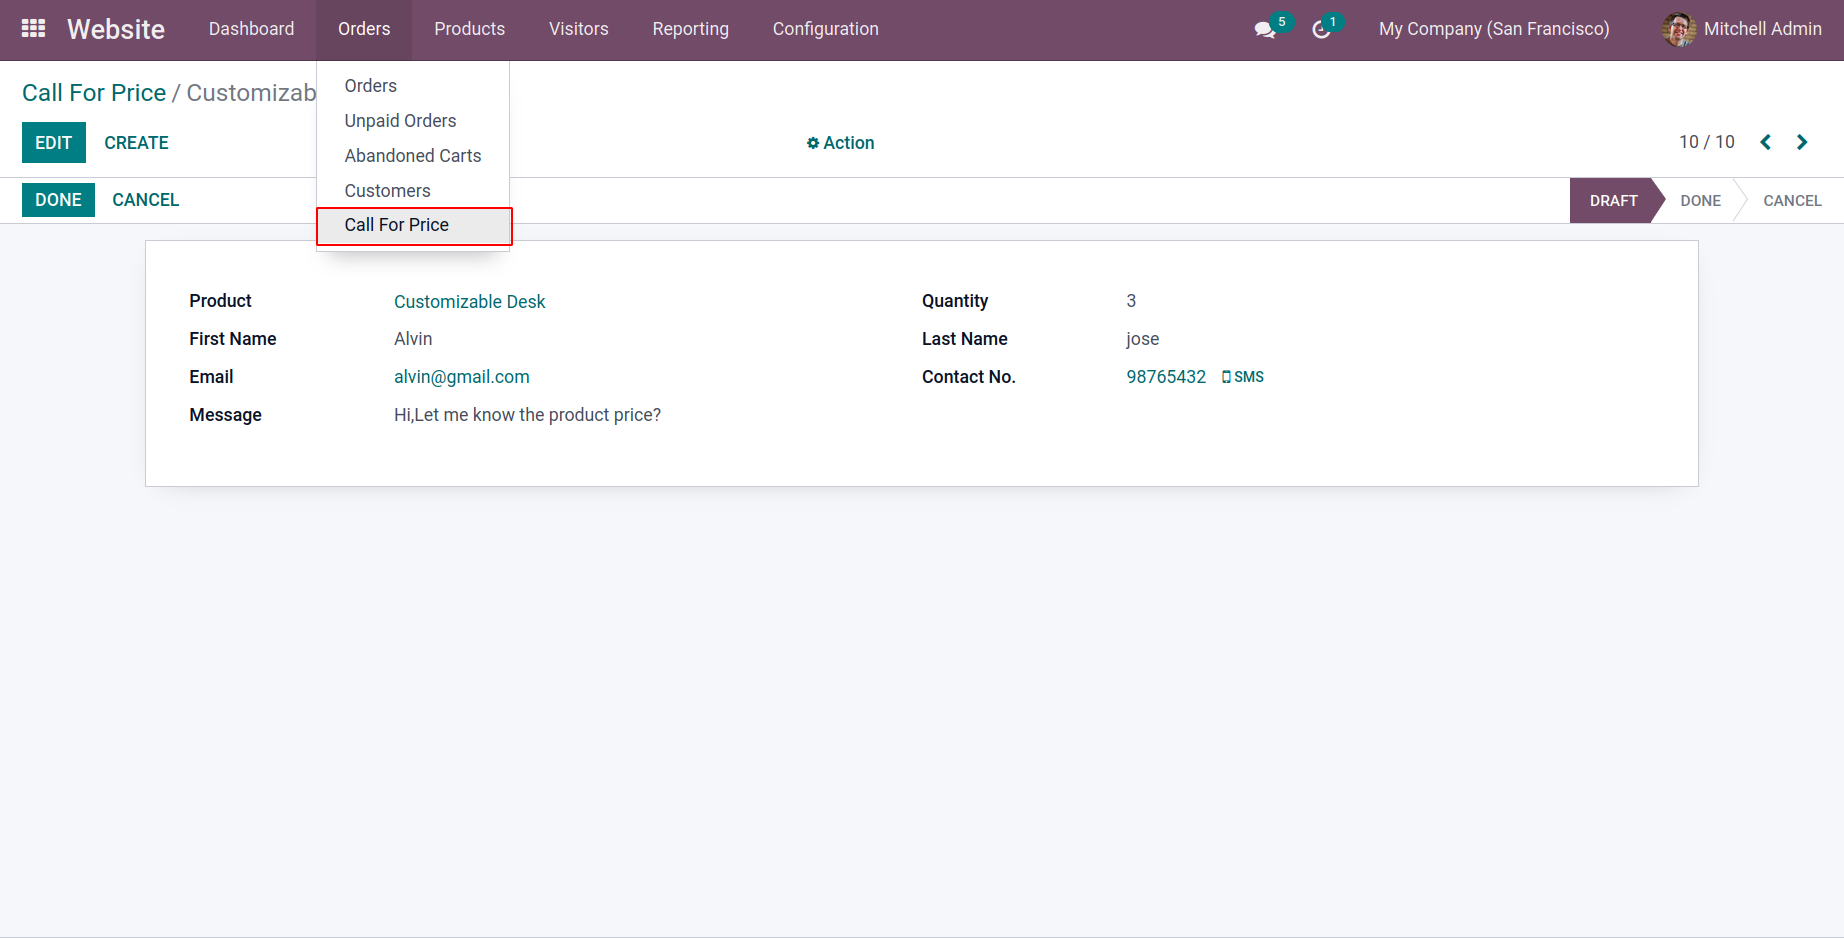 Website Dashboard Orders Products Visitors Reporting Configuration 5 1 My Company (San Francisco) Mitchell Admin
Orders
Unpaid Orders
Abandoned Carts
Customers
Call For Price
Call For Price / Customizab
EDIT CREATE Action 10 / 10
DONE CANCEL DRAFT DONE CANCEL
Product Customizable Desk Quantity 3
First Name Alvin Last Name jose
Email alvin@gmail.com Contact No. 98765432 SMS
Message Hi,Let me know the product price?